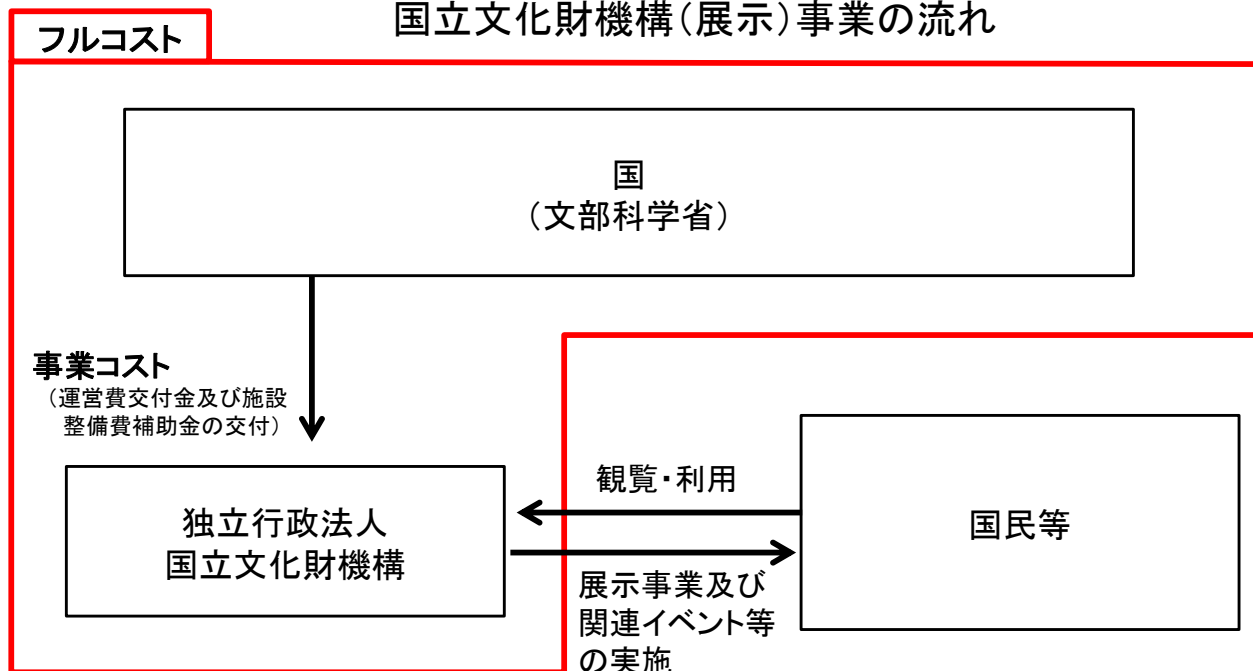 国立文化財機構(展示)事業の流れ
フルコスト
国
(文部科学省)
事業コスト
(運営費交付金及び施設
整備費補助金の交付)
独立行政法人
国立文化財機構
観覧・利用
国民等
展示事業及び
関連イベント等
の実施